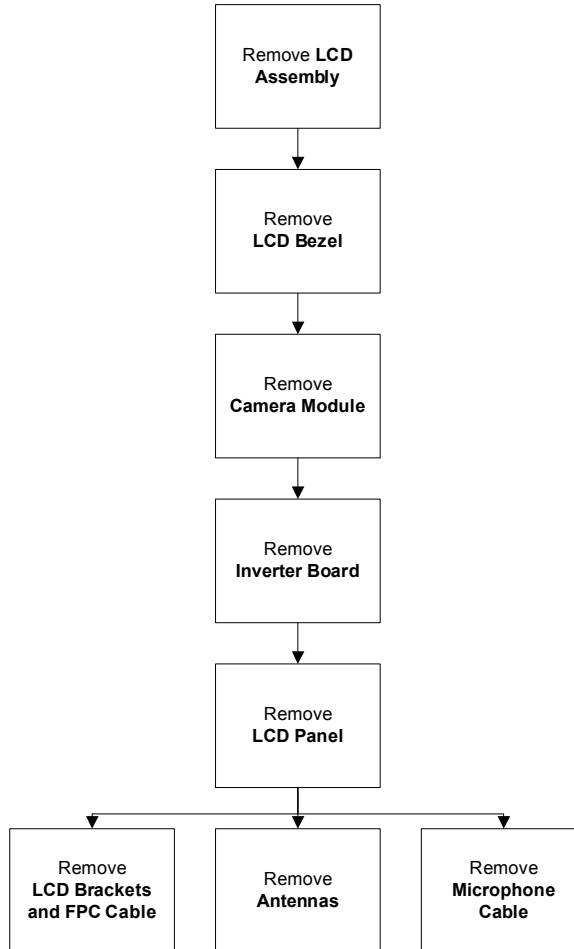 Remove LCD
Assembly
Remove
LCD Bezel
Remove
Camera Module
Remove
Inverter Board
Remove
LCD Panel
Remove
LCD Brackets
and FPC Cable
Remove
Antennas
Remove
Microphone
Cable